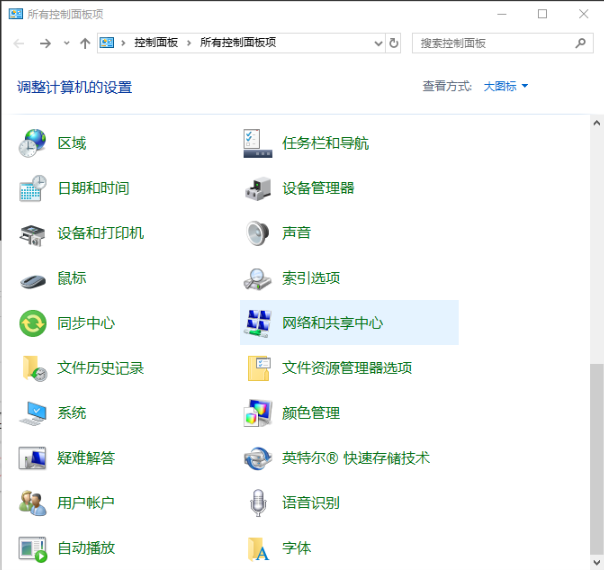 所有控制面板项
控制面板 所有控制面板项
搜索控制面板
调整计算机的设置
查看方式: 大图标
区域 任务栏和导航
日期和时间 设备管理器
设备和打印机 声音
鼠标 索引选项
同步中心 网络和共享中心
文件历史记录 文件资源管理器选项
系统 颜色管理
疑难解答 英特尔® 快速存储技术
用户帐户 语音识别
自动播放 字体